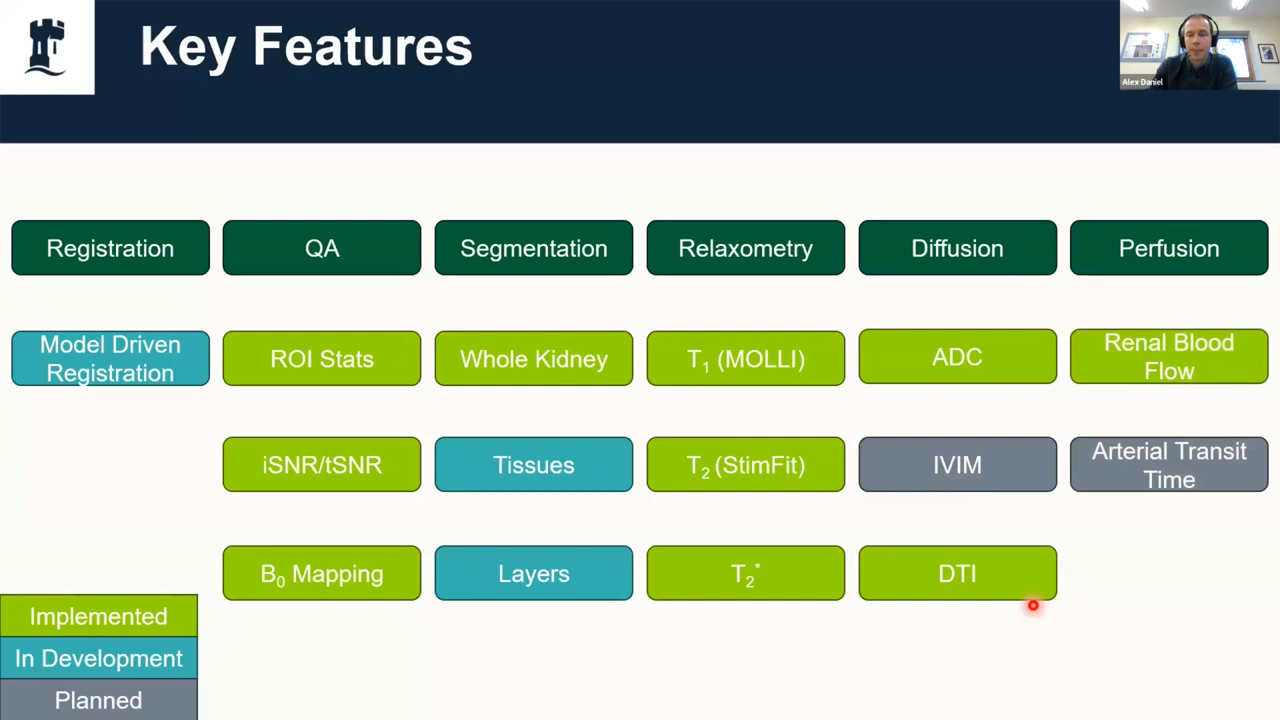 Key Features
Alex Daniel
Registration
QA
Segmentation
Relaxometry
Diffusion
Perfusion
Model Driven
Registration
ROI Stats
Whole Kidney
T₁ (MOLLI)
ADC
Renal Blood
Flow
iSNR/tSNR
Tissues
T₂ (StimFit)
IVIM
Arterial Transit
Time
B₀ Mapping
Layers
T₂*
DTI
Implemented
In Development
Planned